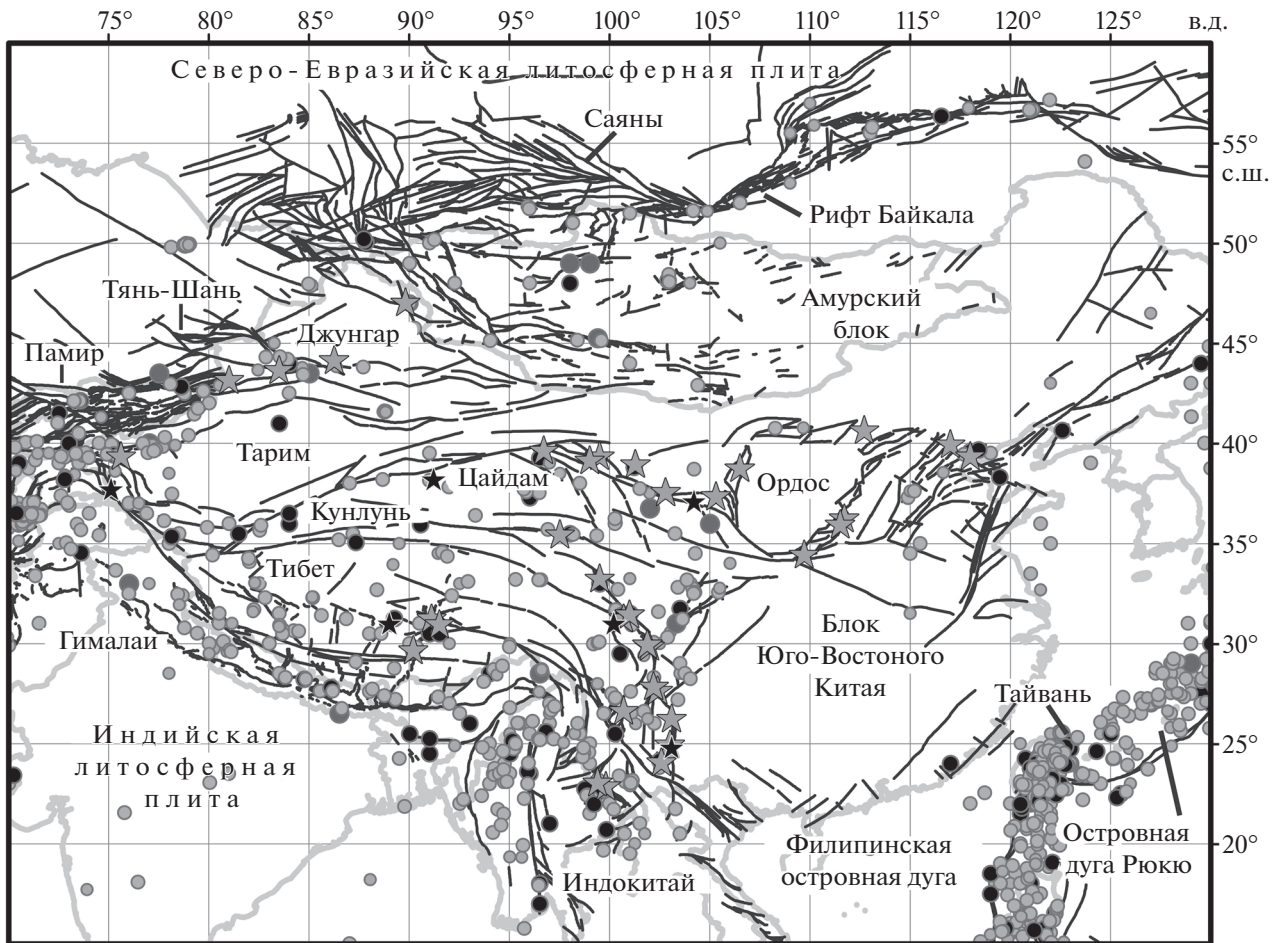 75° 80° 85° 90° 95° 100° 105° 110° 115° 120° 125° в.д.
Северо-Евразийская литосферная плита
Саяны
55°
с.ш.
Рифт Байкала
50°
Тянь-Шань
Джунгар
Амурский
блок
Памир
45°
40°
Тарим
Цайдам
Ордос
Кунлунь
35°
Тибет
Гималаи
Блок
Юго-Востоного
Китая
30°
Тайвань
Индийская
литосферная
плита
25°
Филипинская
островная дуга
Островная
дуга Рюкю
20°
Индокитай